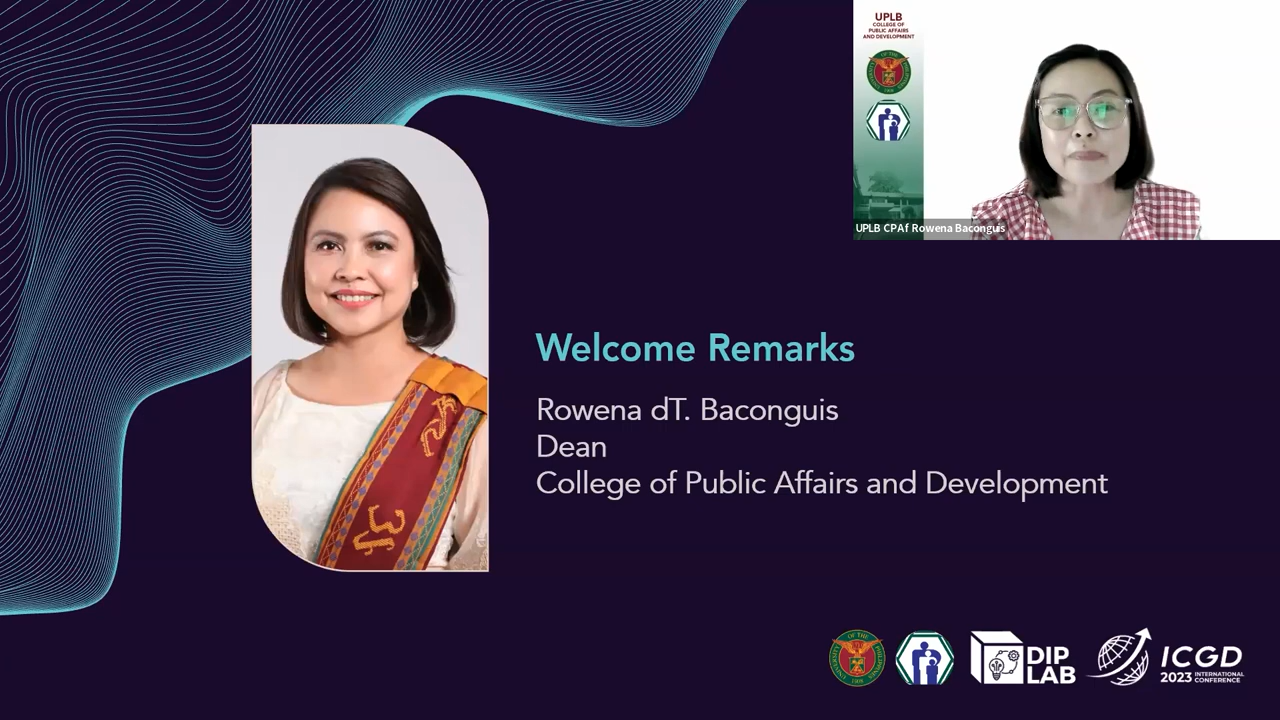 UPLB
COLLEGE OF
PUBLIC AFFAIRS
AND DEVELOPMENT
UPLB CPAf Rowena Baconguis
Welcome Remarks
Rowena dT. Baconguis
Dean
College of Public Affairs and Development
DIP
LAB
ICGD
2023 INTERNATIONAL
CONFERENCE